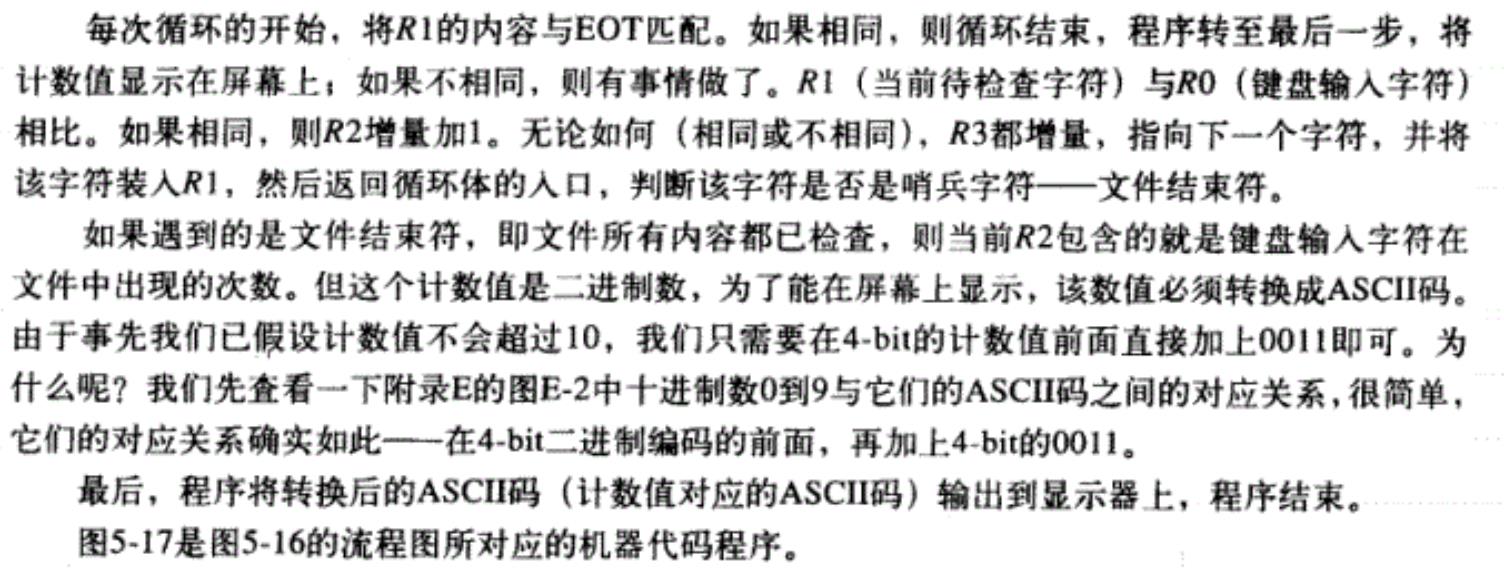 每次循环的开始，将R1的内容与EOT匹配。如果相同，则循环结束，程序转至最后一步，将
计数值显示在屏幕上；如果不相同，则有事情做了。R1（当前待检查字符）与R0（键盘输入字符）
相比。如果相同，则R2增量加1。无论如何（相同或不相同），R3都增量，指向下一个字符，并将
该字符装入R1，然后返回循环体的入口，判断该字符是否是哨兵字符——文件结束符。
如果遇到的是文件结束符，即文件所有内容都已检查，则当前R2包含的就是键盘输入字符在
文件中出现的次数。但这个计数值是二进制数，为了能在屏幕上显示，该数值必须转换成ASCII码。
由于事先我们已假设计数值不会超过10，我们只需要在4-bit的计数值前面直接加上0011即可。为
什么呢？我们先查看一下附录E的图E-2中十进制数0到9与它们的ASCII码之间的对应关系，很简单，
它们的对应关系确实如此——在4-bit二进制编码的前面，再加上4-bit的0011。
最后，程序将转换后的ASCII码（计数值对应的ASCII码）输出到显示器上，程序结束。
图5-17是图5-16的流程图所对应的机器代码程序。